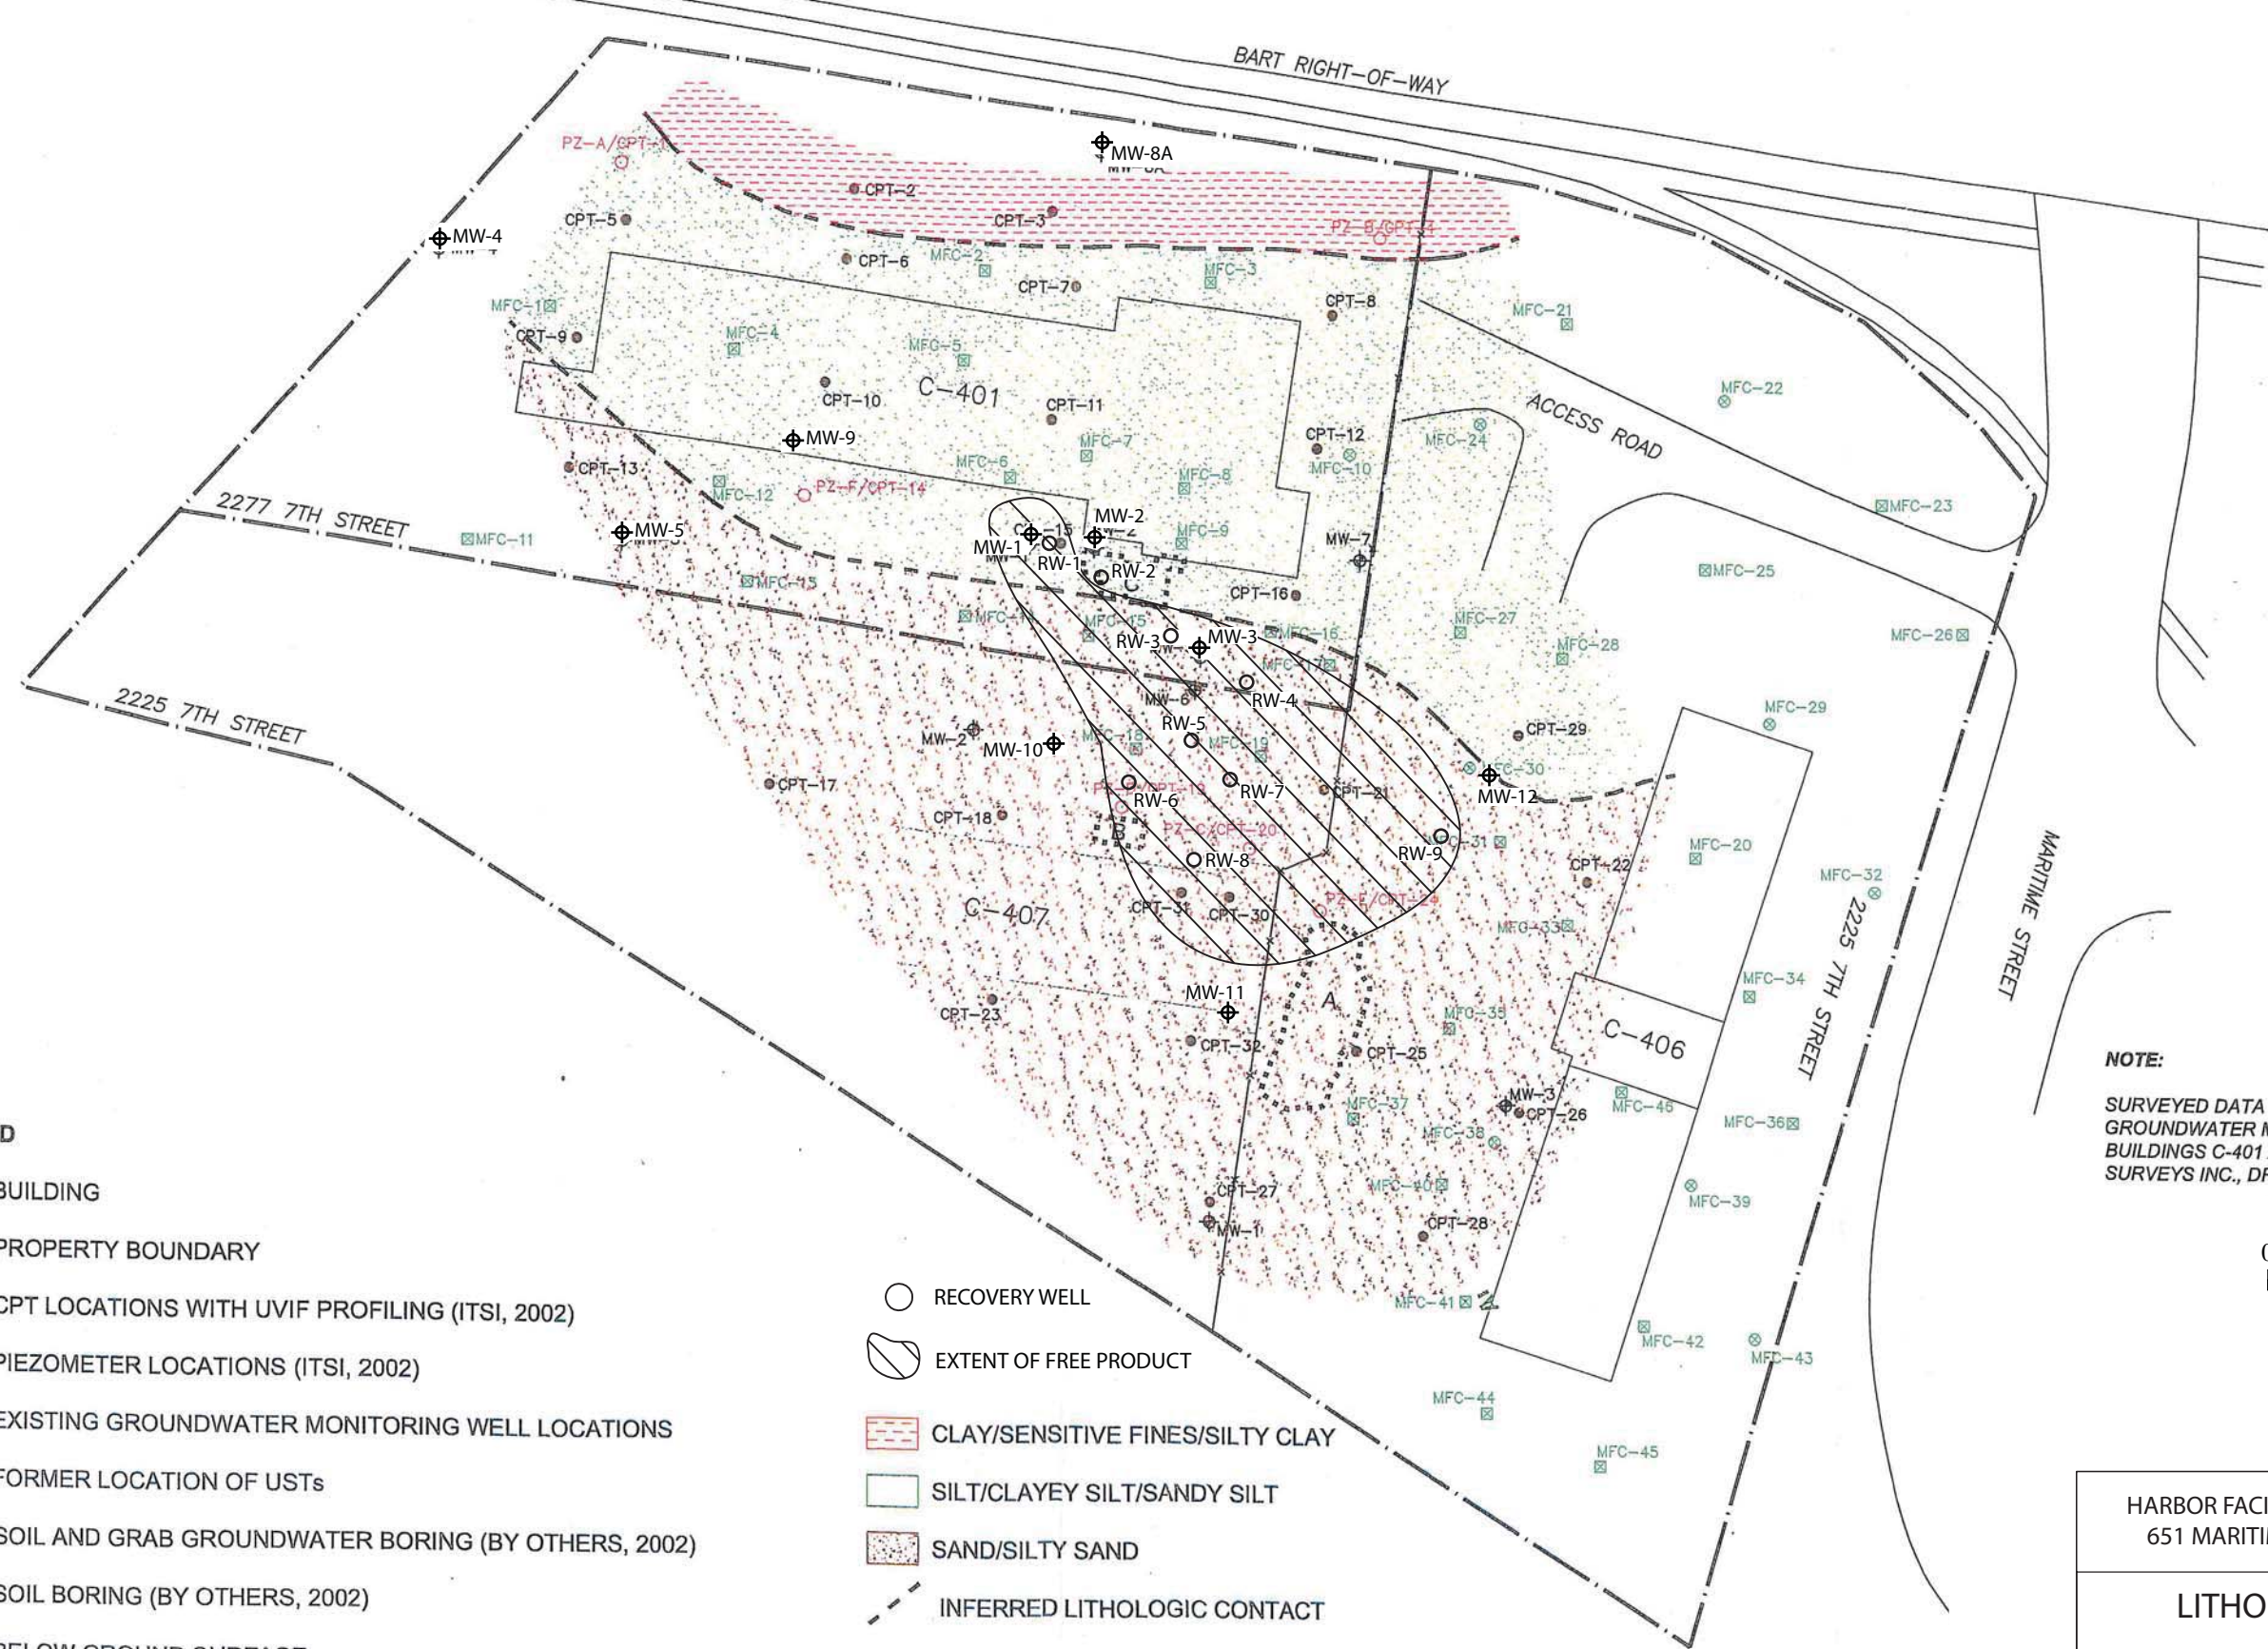 BART RIGHT-OF-WAY
PZ-A/CPT-1
MW-8A
CPT-2
CPT-3
CPT-5
PZ-B/CPT-4
MW-4
CPT-6
MFC-2
MFC-3
CPT-7
CPT-8
MFC-1
MFC-21
CPT-9
MFC-4
MFC-5
C-401
MFC-22
CPT-10
CPT-11
ACCESS ROAD
MW-9
MFC-7
CPT-12
MFC-24
CPT-13
MFC-6
MFC-8
MFC-10
MFC-12
PZ-F/CPT-14
MFC-23
2277 7TH STREET
MFC-11
MW-5
MW-2
MW-1
MFC-9
MW-7
RW-1
RW-2
C
MFC-25
CPT-16
MFC-15
RW-3
MW-3
MFC-16
MFC-27
MFC-28
MFC-26
MFC-17
MW-6
RW-4
2225 7TH STREET
RW-5
MFC-29
MW-2
MW-10
MFC-18
MFC-19
CPT-29
CPT-17
RW-6
RW-7
CPT-21
MW-12
CPT-18
B
PZ-C/CPT-20
RW-8
RW-9
MFC-20
CPT-22
MFC-32
MARITIME STREET
C-407
CPT-31
CPT-30
PZ-E/CPT-24
MFC-33
2225 7TH STREET
MW-11
A
MFC-34
CPT-23
MFC-35
C-406
CPT-32
CPT-25
MFC-37
MW-3
CPT-26
MFC-46
MFC-36
MFC-38
MFC-40
MFC-39
CPT-27
MW-1
CPT-28
MFC-41
MFC-42
MFC-43
MFC-44
MFC-45
NOTE:
SURVEYED DATA
GROUNDWATER M
BUILDINGS C-401
SURVEYS INC., DR
D
BUILDING
PROPERTY BOUNDARY
CPT LOCATIONS WITH UVIF PROFILING (ITSI, 2002)
PIEZOMETER LOCATIONS (ITSI, 2002)
EXISTING GROUNDWATER MONITORING WELL LOCATIONS
FORMER LOCATION OF USTs
SOIL AND GRAB GROUNDWATER BORING (BY OTHERS, 2002)
SOIL BORING (BY OTHERS, 2002)
BELOW GROUND SURFACE
RECOVERY WELL
EXTENT OF FREE PRODUCT
CLAY/SENSITIVE FINES/SILTY CLAY
SILT/CLAYEY SILT/SANDY SILT
SAND/SILTY SAND
INFERRED LITHOLOGIC CONTACT
HARBOR FACI
651 MARITI
LITHO